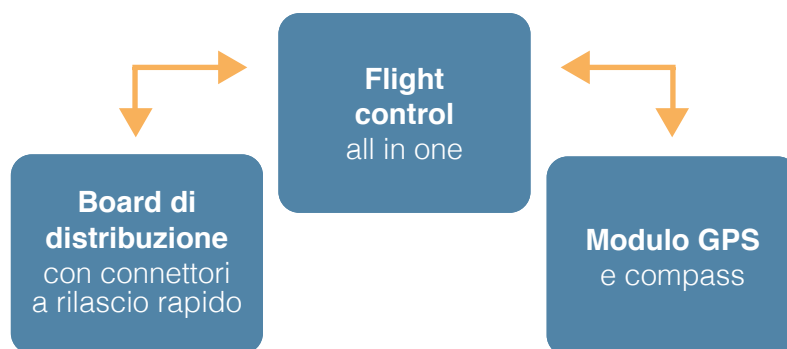 Flight
control
all in one
Board di
distribuzione
con connettori
a rilascio rapido
Modulo GPS
e compass